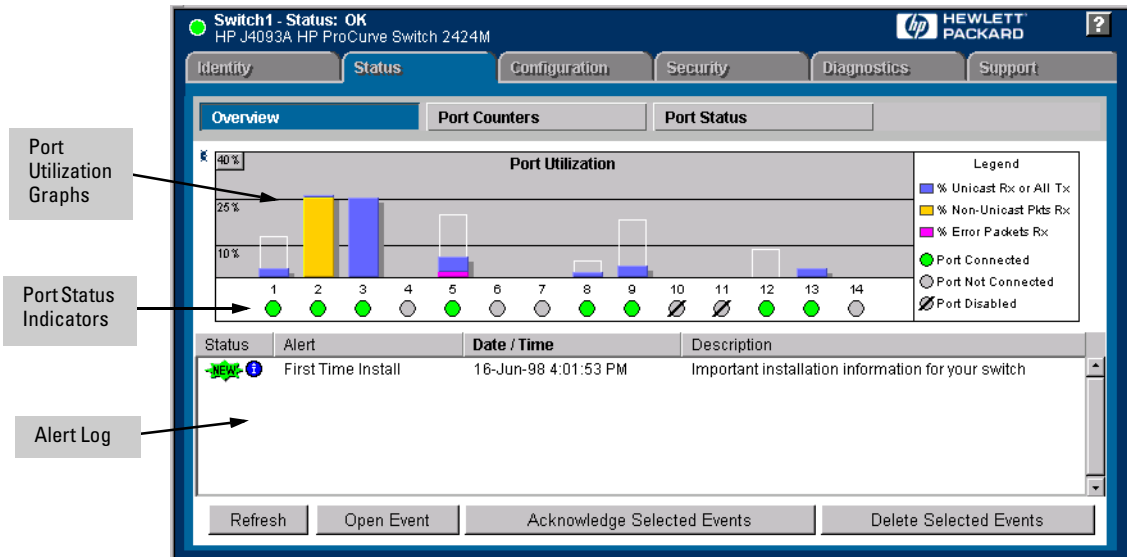 Switch1 - Status: OK
HP J4093A HP ProCurve Switch 2424M
hp HEWLETT PACKARD
?
Identity Status Configuration Security Diagnostics Support
Overview Port Counters Port Status
Port Utilization Graphs
40 %
Port Utilization
25 %
10 %
Legend
% Unicast Rx or All Tx
% Non-Unicast Pkts Rx
% Error Packets Rx
Port Connected
Port Not Connected
Port Disabled
1 2 3 4 5 6 7 8 9 10 11 12 13 14
Port Status Indicators
Status Alert Date / Time Description
NEW! i First Time Install 16-Jun-98 4:01:53 PM Important installation information for your switch
Alert Log
Refresh Open Event Acknowledge Selected Events Delete Selected Events